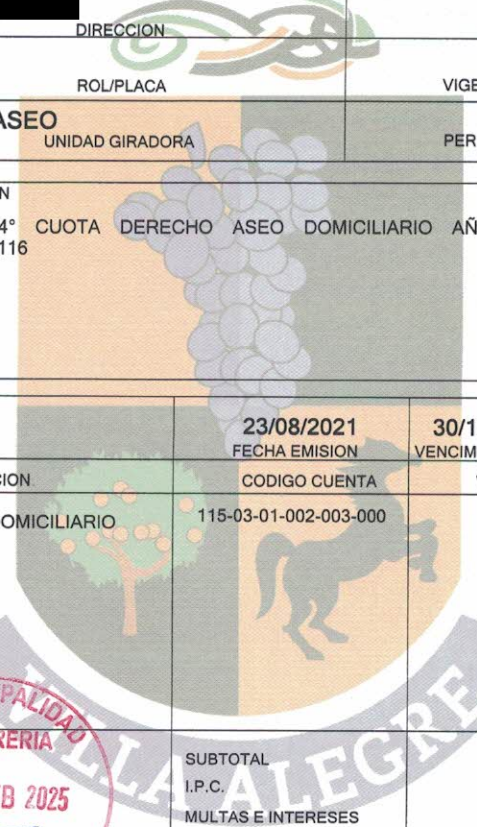 DIRECCION
ROL/PLACA VIGE
ASEO
UNIDAD GIRADORA PER
N
4° CUOTA DERECHO ASEO DOMICILIARIO AÑ
116
23/08/2021 30/1
FECHA EMISION VENCIM
CION CODIGO CUENTA
OMICILIARIO 115-03-01-002-003-000
PALIDAD
RERIA
B 2025
SUBTOTAL
I.P.C.
MULTAS E INTERESES
VILLA ALEGRE